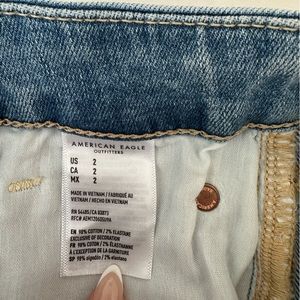 AMERICAN EAGLE
OUTFITTERS
US 2
CA 2
MX 2
MADE IN VIETNAM / FABRIQUÉ AU
VIETNAM / HECHO EN VIETNAM
RN 54485/CA 03873
EN 98% COTTON / 2% ELASTANE
EXCLUSIVE OF DECORATION
FR 98% COTON / 2% ÉLASTHANNE
À L'EXCEPTION DE LA GARNITURE
SP 98% algodón / 2% elastano